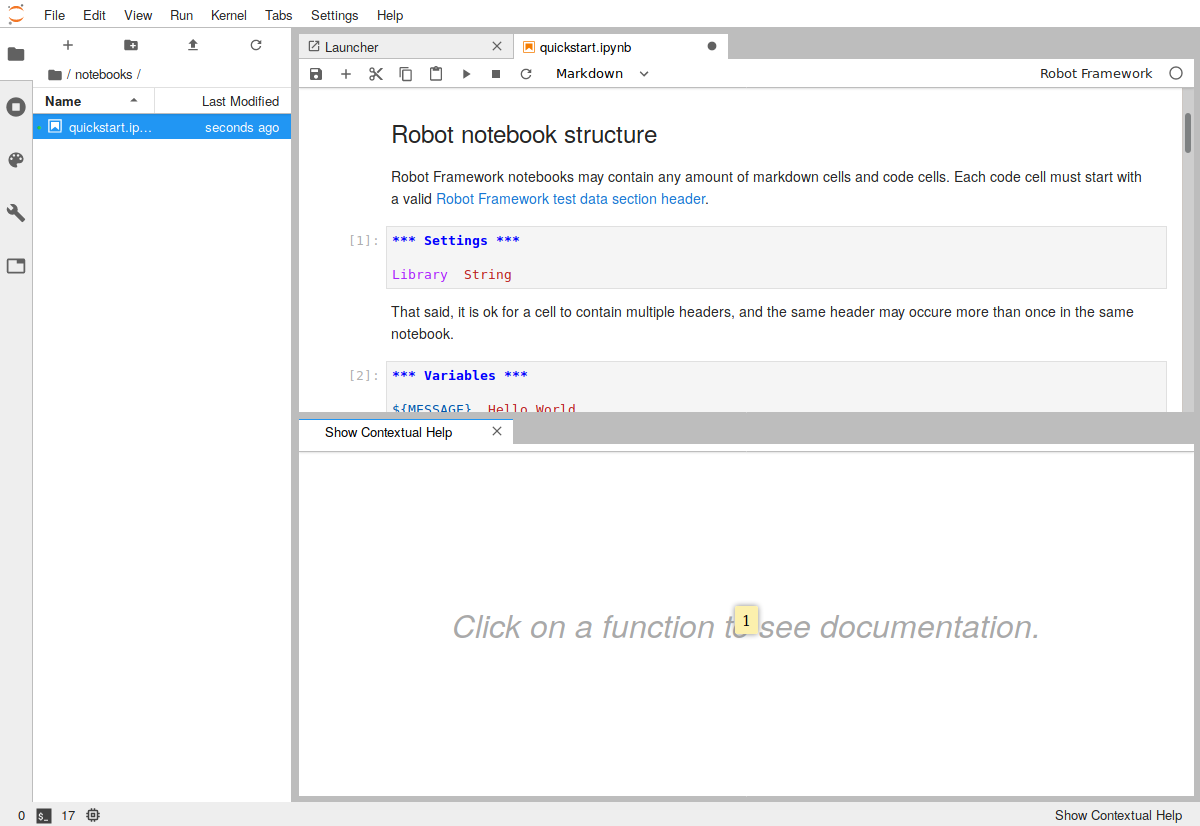 File Edit View Run Kernel Tabs Settings Help
Launcher
quickstart.ipynb
/ notebooks /
Markdown
Robot Framework
Name
Last Modified
quickstart.ip...
seconds ago
Robot notebook structure
Robot Framework notebooks may contain any amount of markdown cells and code cells. Each code cell must start with
a valid Robot Framework test data section header.
[1]: *** Settings ***
Library String
That said, it is ok for a cell to contain multiple headers, and the same header may occure more than once in the same
notebook.
[2]: *** Variables ***
${MESSAGE} Hello World
Show Contextual Help
Click on a function to see documentation.
1
0 $_ 17
Show Contextual Help